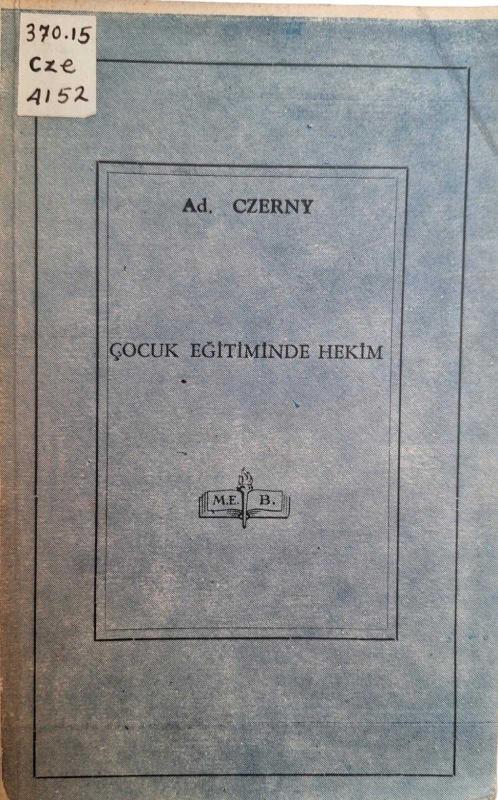 370.15
Cze
A152
Ad. CZERNY
ÇOCUK EĞİTİMİNDE HEKİM
M.E. B.